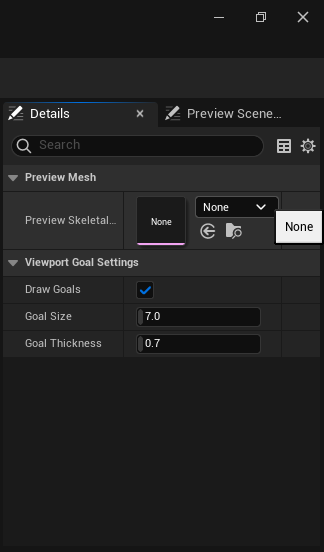 Details
Preview Scene...
Search
Preview Mesh
Preview Skeletal...
None
None
None
Viewport Goal Settings
Draw Goals
Goal Size
7.0
Goal Thickness
0.7